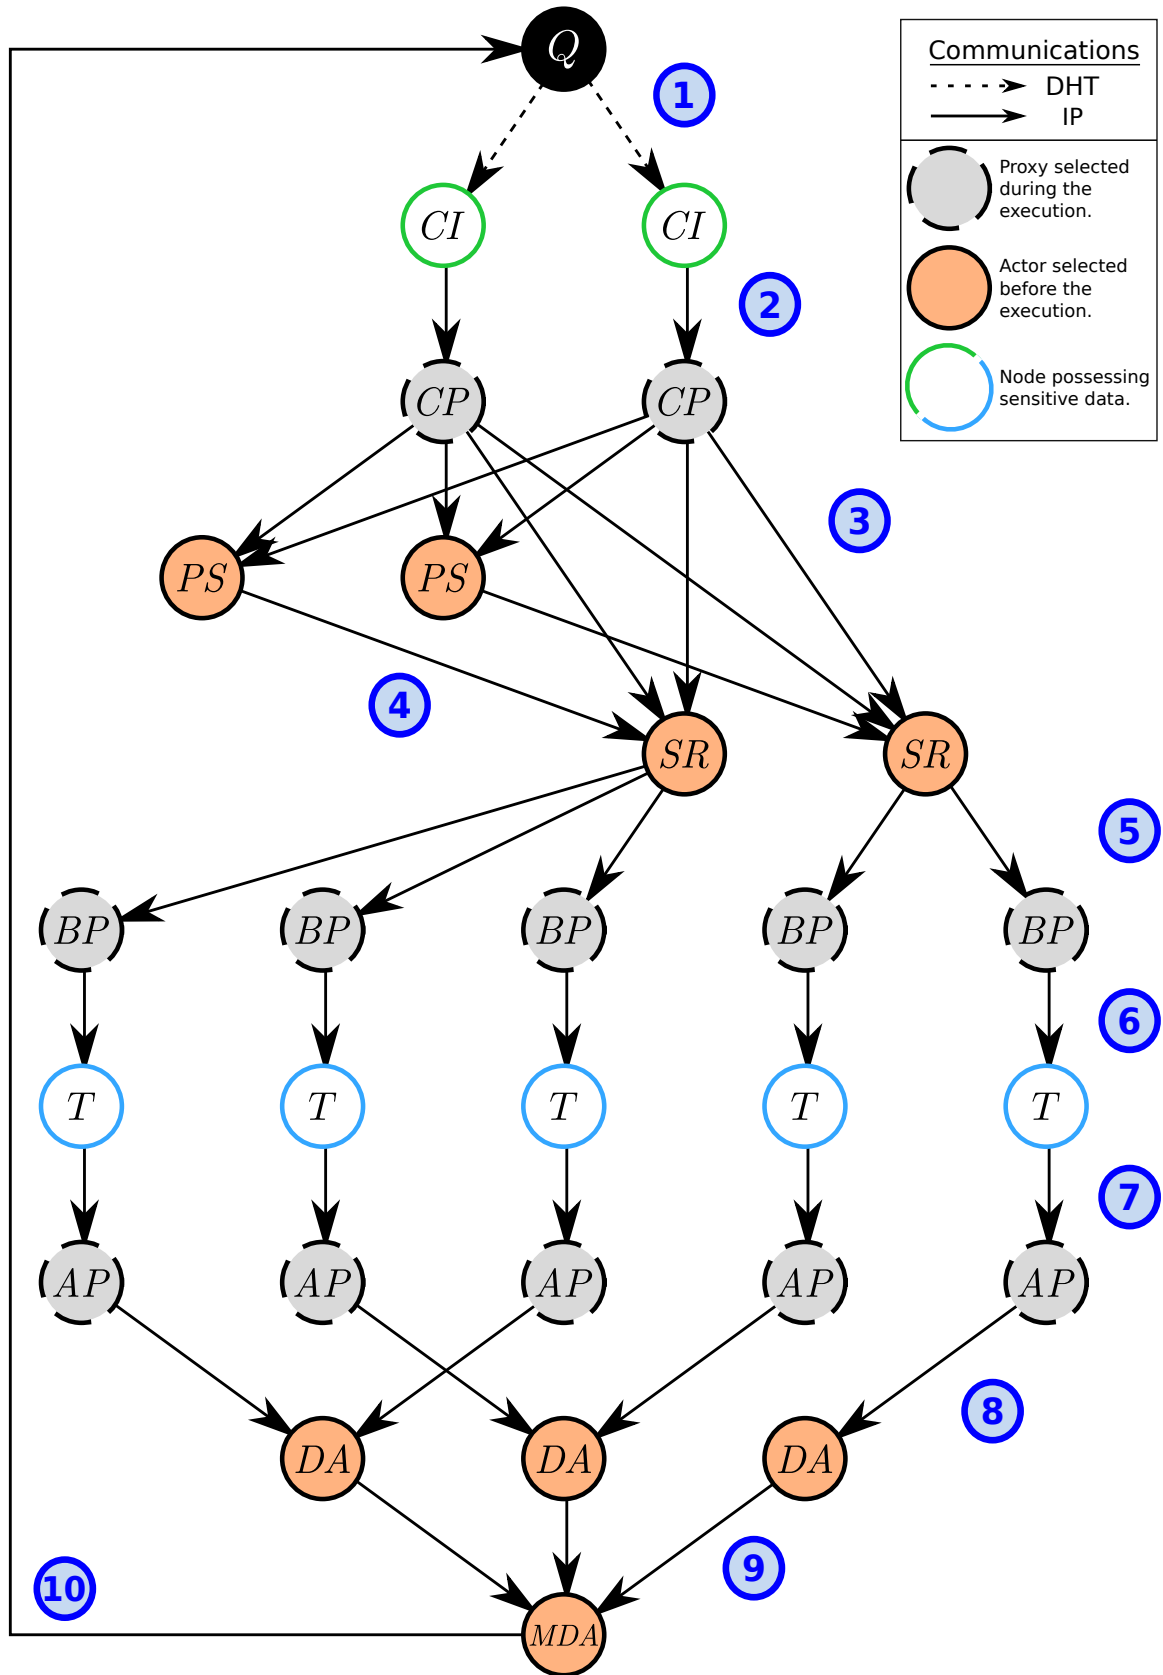 Q
Communications
DHT
IP
Proxy selected
during the
execution.
Actor selected
before the
execution.
Node possessing
sensitive data.
1
CI CI
2
CP CP
3
PS PS
4
SR SR
5
BP BP BP BP BP
6
T T T T T
7
AP AP AP AP AP
8
DA DA DA
9
10
MDA